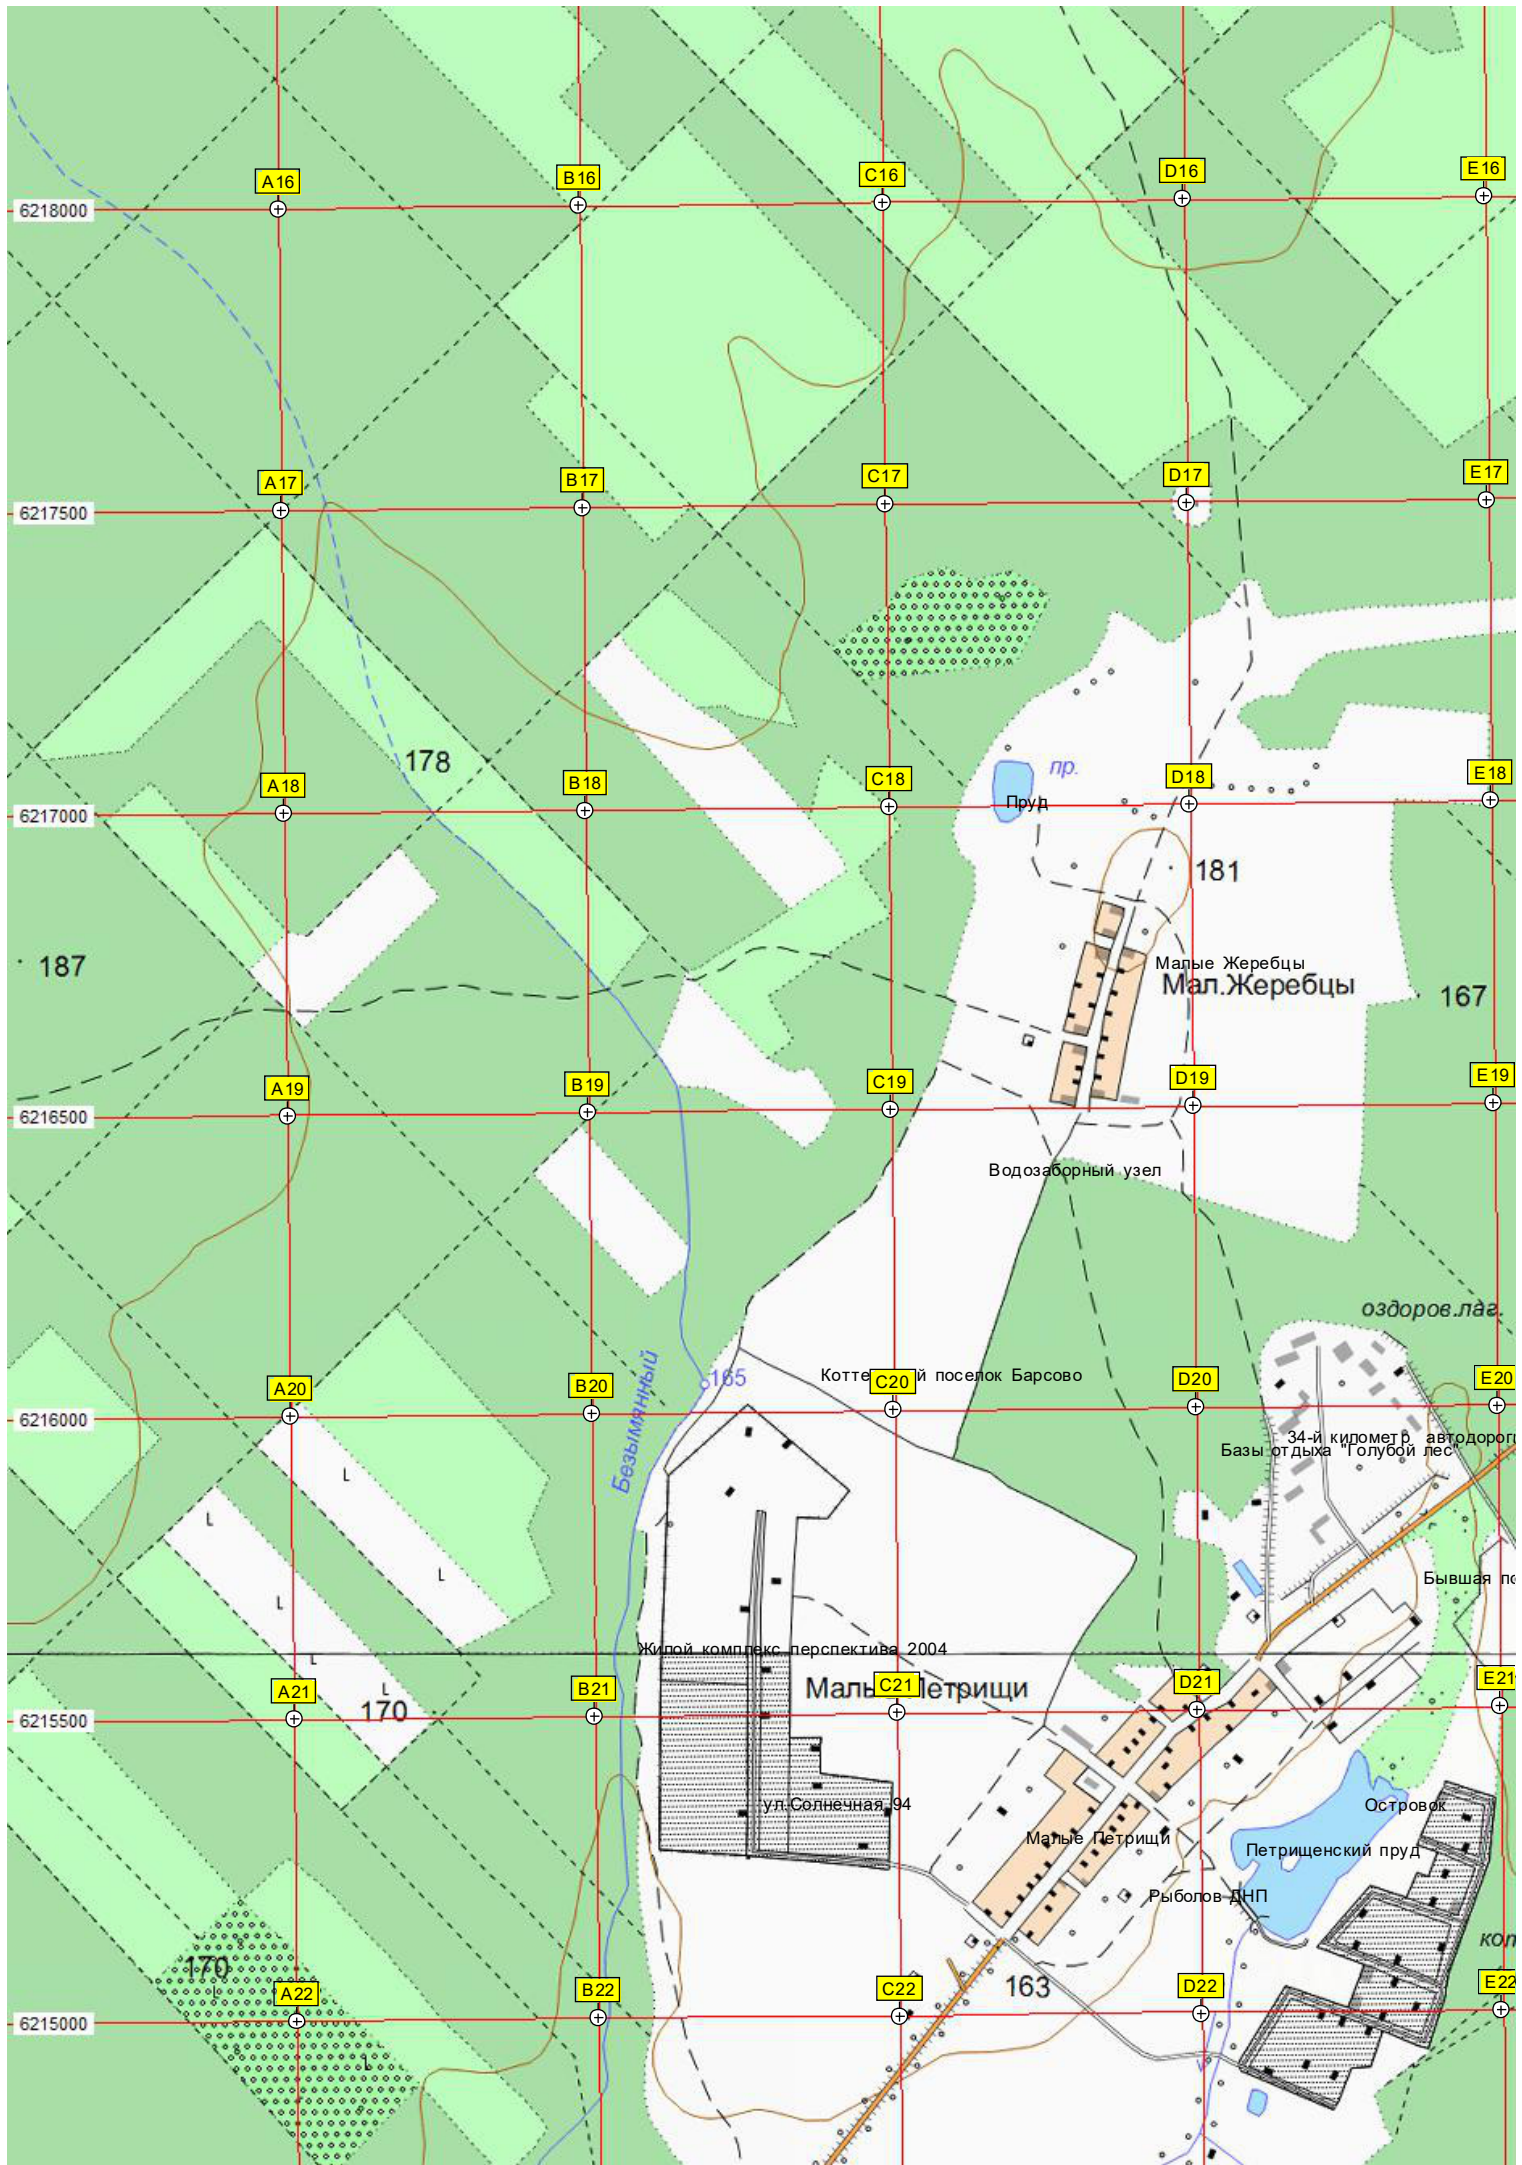 A16
B16
C16
D16
E16
6218000
A17
B17
C17
D17
E17
6217500
178
пр.
A18
B18
C18
D18
E18
Пруд
6217000
181
187
Малые Жеребцы
Мал.Жеребцы
167
A19
B19
C19
D19
E19
6216500
Водозаборный узел
оздоров.лаг.
Безымянный
165
Котте
й поселок Барсово
A20
B20
C20
D20
E20
6216000
34-й километр автодороги
Базы отдыха "Голубой лес"
L
L
L
L
L
L
Бывшая
Жилой комплекс перспектива 2004
Малы
Петрищи
A21
B21
C21
D21
E21
170
6215500
ул.Солнечная 94
Островок
Малые Петрищи
Петрищенский пруд
Рыболов ДНП
170
L
163
A22
B22
C22
D22
E22
6215000
L